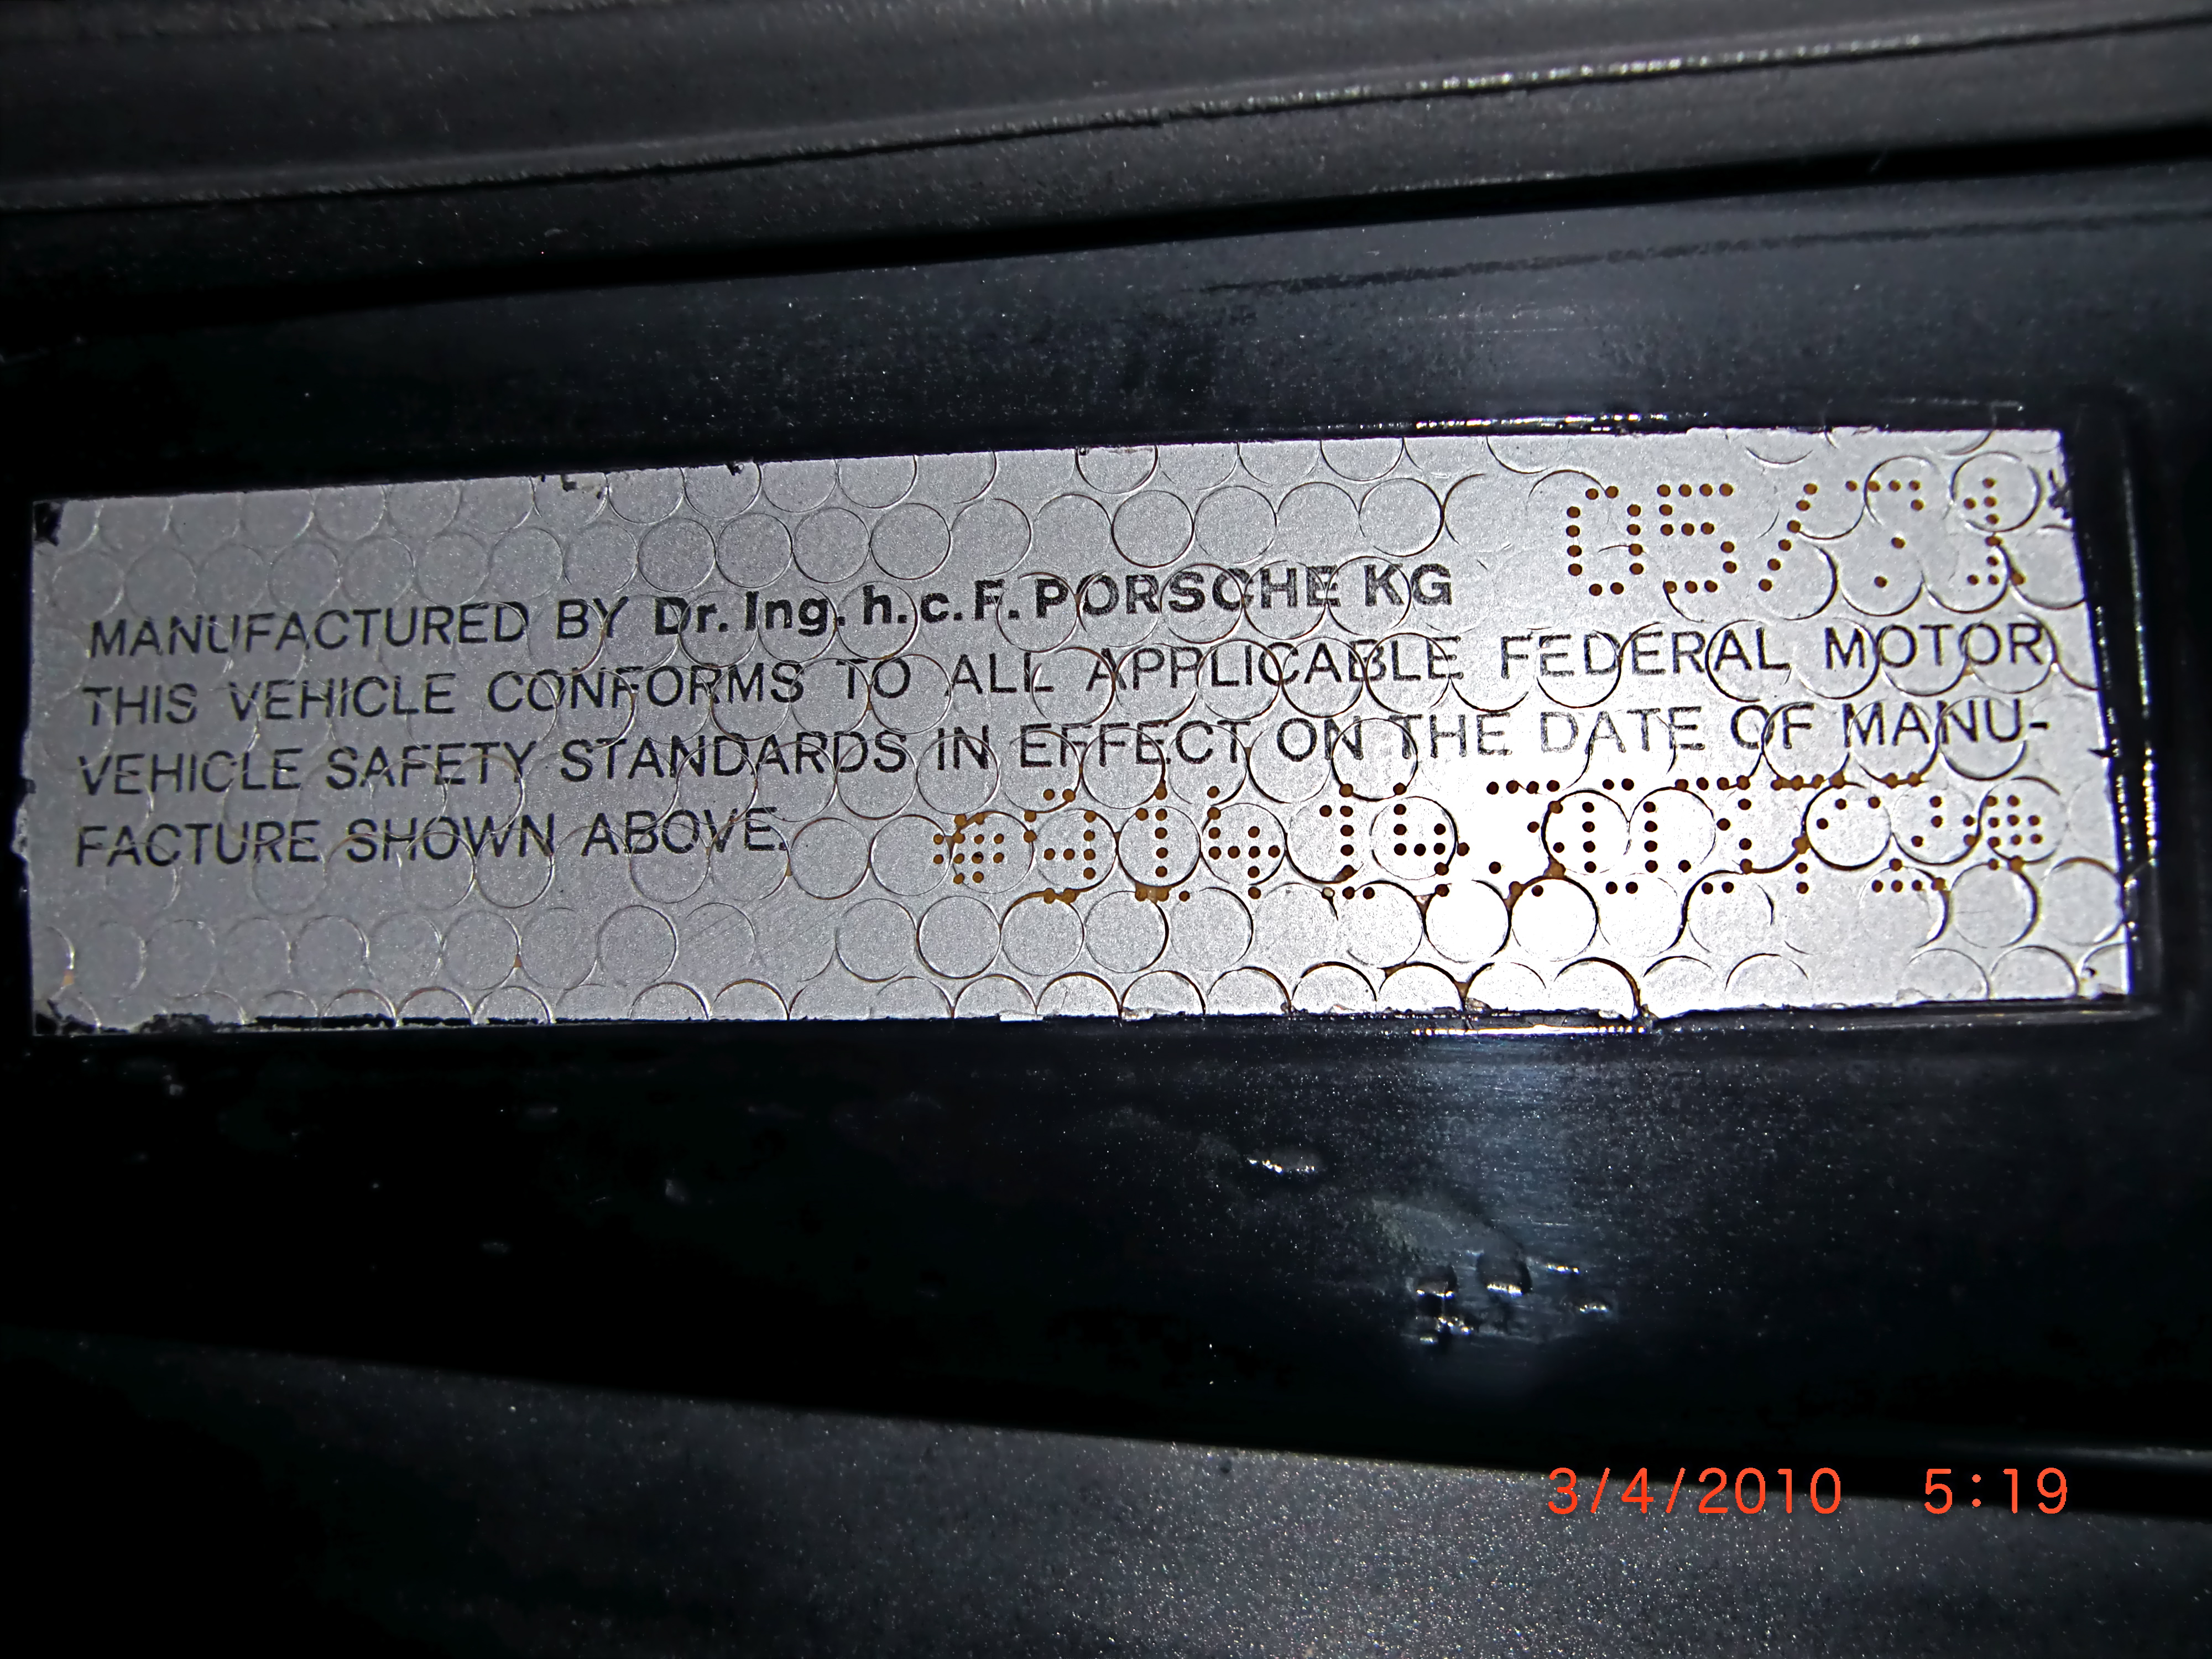 05/73
MANUFACTURED BY Dr. Ing. h. c. F. PORSCHE KG
THIS VEHICLE CONFORMS TO ALL APPLICABLE FEDERAL MOTOR
VEHICLE SAFETY STANDARDS IN EFFECT ON THE DATE OF MANU-
FACTURE SHOWN ABOVE.
3/4/2010 5:19